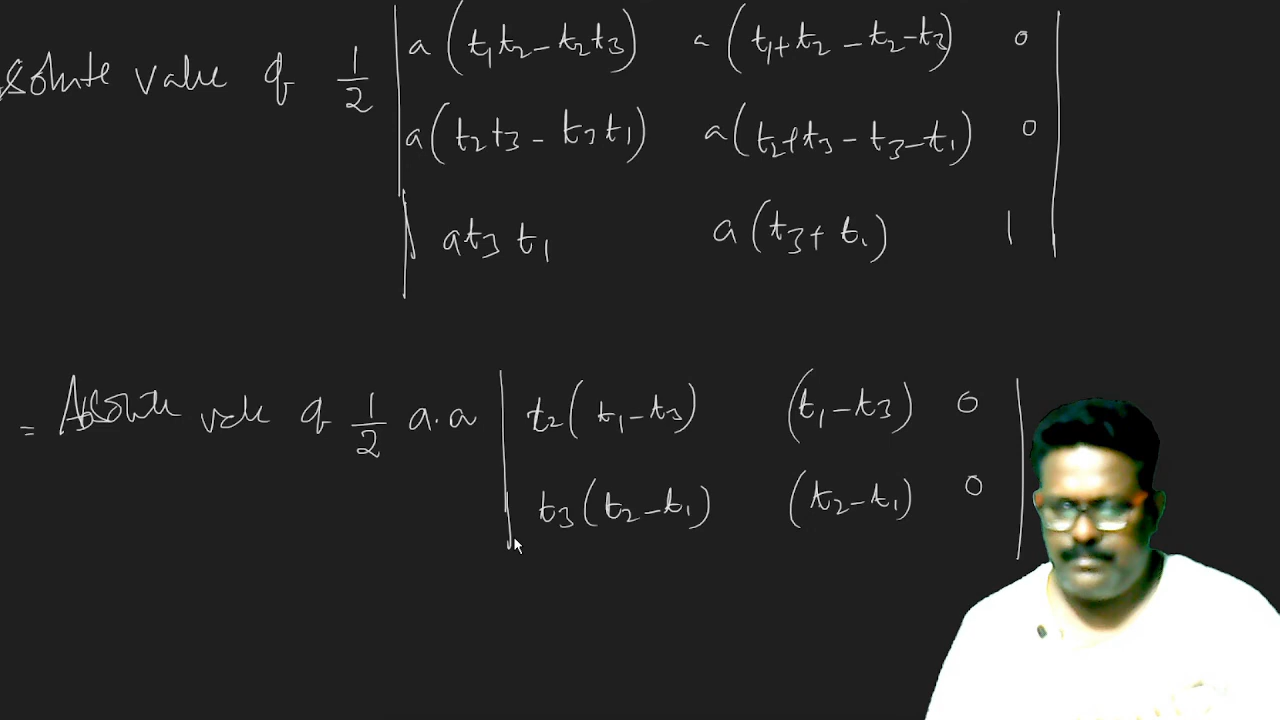 absolute value of 1/2 | a(t₁t₂ - t₂t₃) a(t₁+t₂ - t₂-t₃) 0 |
a(t₂t₃ - t₃t₁) a(t₂+t₃ - t₃-t₁) 0
at₃t₁ a(t₃+t₁) 1
= Absolute value of 1/2 a.a | t₂(t₁-t₃) (t₁-t₃) 0 |
t₃(t₂-t₁) (t₂-t₁) 0